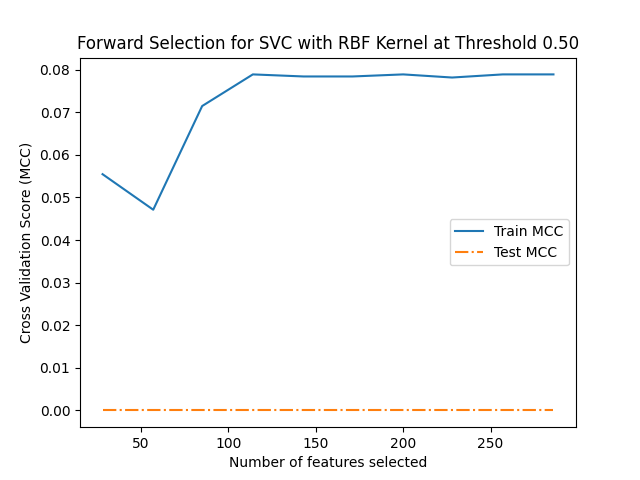 Forward Selection for SVC with RBF Kernel at Threshold 0.50
0.08
0.07
0.06
0.05
0.04
0.03
0.02
0.01
0.00
Cross Validation Score (MCC)
Train MCC
Test MCC
50
100
150
200
250
Number of features selected